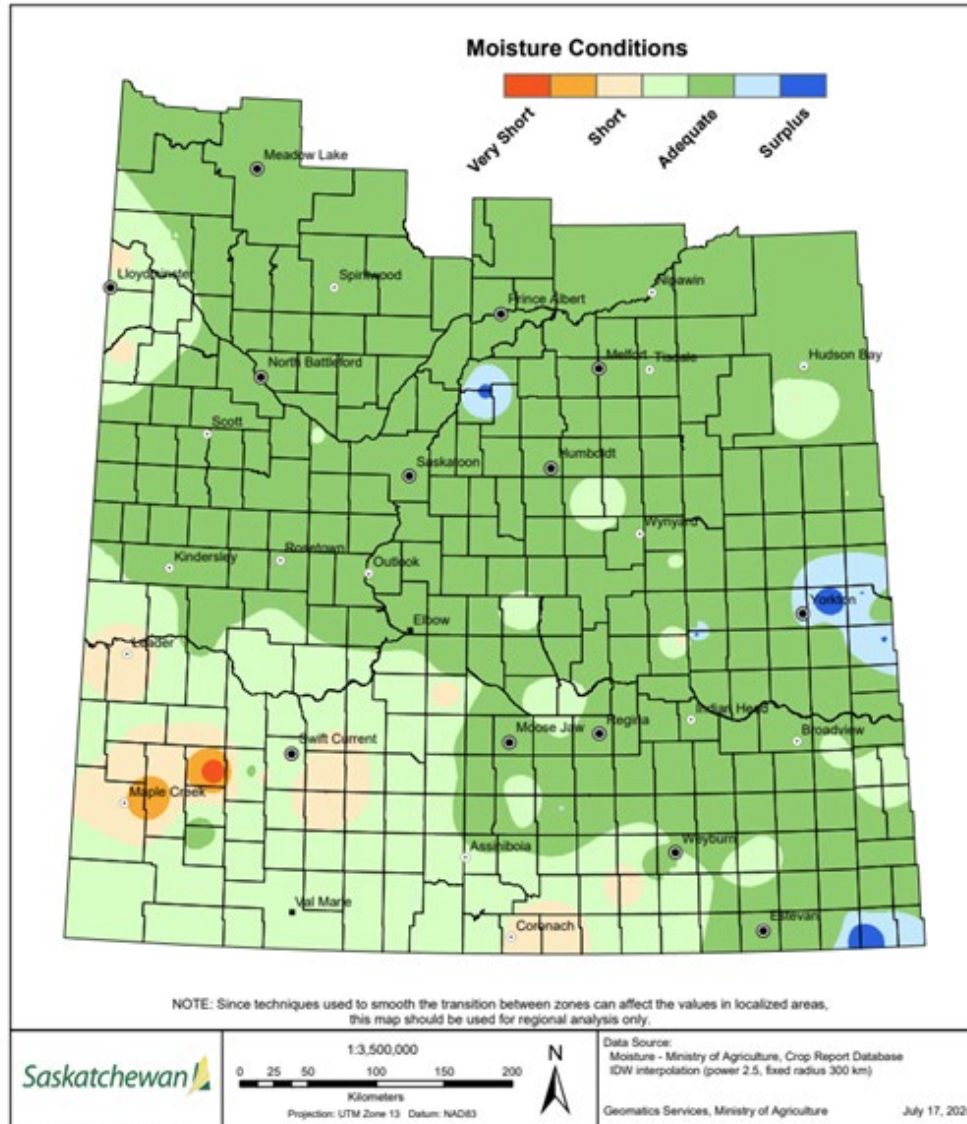 Moisture Conditions
Very Short
Short
Adequate
Surplus
Meadow Lake
Lloydminster
Spiritwood
Nipawin
Prince Albert
North Battleford
Melfort
Tisdale
Hudson Bay
Scott
Saskatoon
Humboldt
Wynyard
Kindersley
Rosetown
Outlook
Yorkton
Elbow
Leader
Indian Head
Regina
Moose Jaw
Broadview
Swift Current
Maple Creek
Assiniboia
Weyburn
Val Marie
Coronach
Estevan
NOTE: Since techniques used to smooth the transition between zones can affect the values in localized areas,
this map should be used for regional analysis only.
Saskatchewan
1:3,500,000
0 25 50 100 150 200
Kilometers
Projection: UTM Zone 13 Datum: NAD83
N
Data Source:
Moisture - Ministry of Agriculture, Crop Report Database
IDW interpolation (power 2.5, fixed radius 300 km)
Geomatics Services, Ministry of Agriculture
July 17,